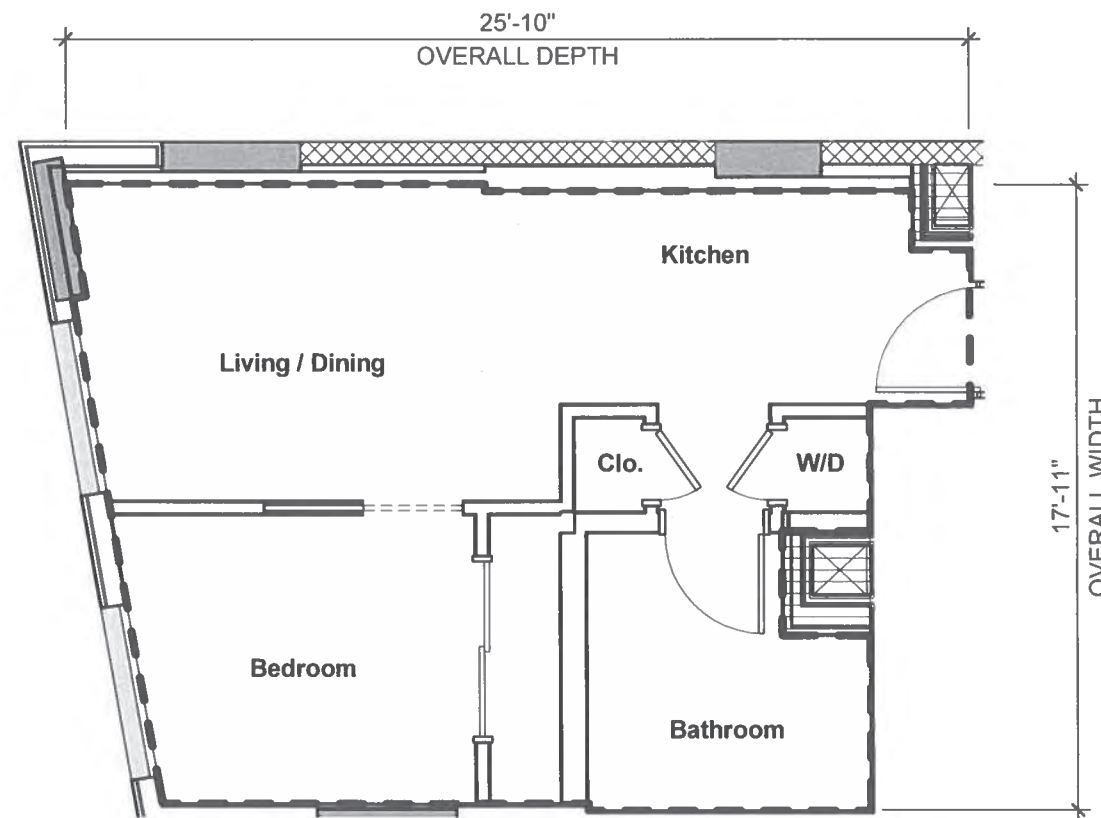 25'-10"
OVERALL DEPTH
Kitchen
Living / Dining
Clo.
W/D
17'-11"
OVERALL WIDTH
Bedroom
Bathroom